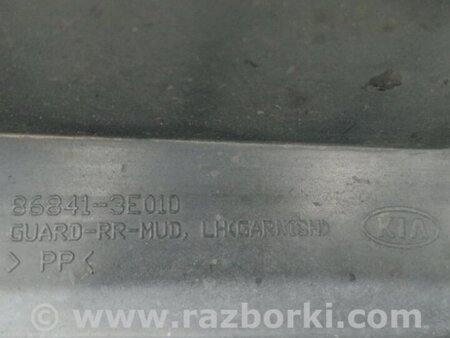 86841-3E010
GUARD-RR-MUD, LH(GARNISH)
KIA
> PP <
www.razborki.com